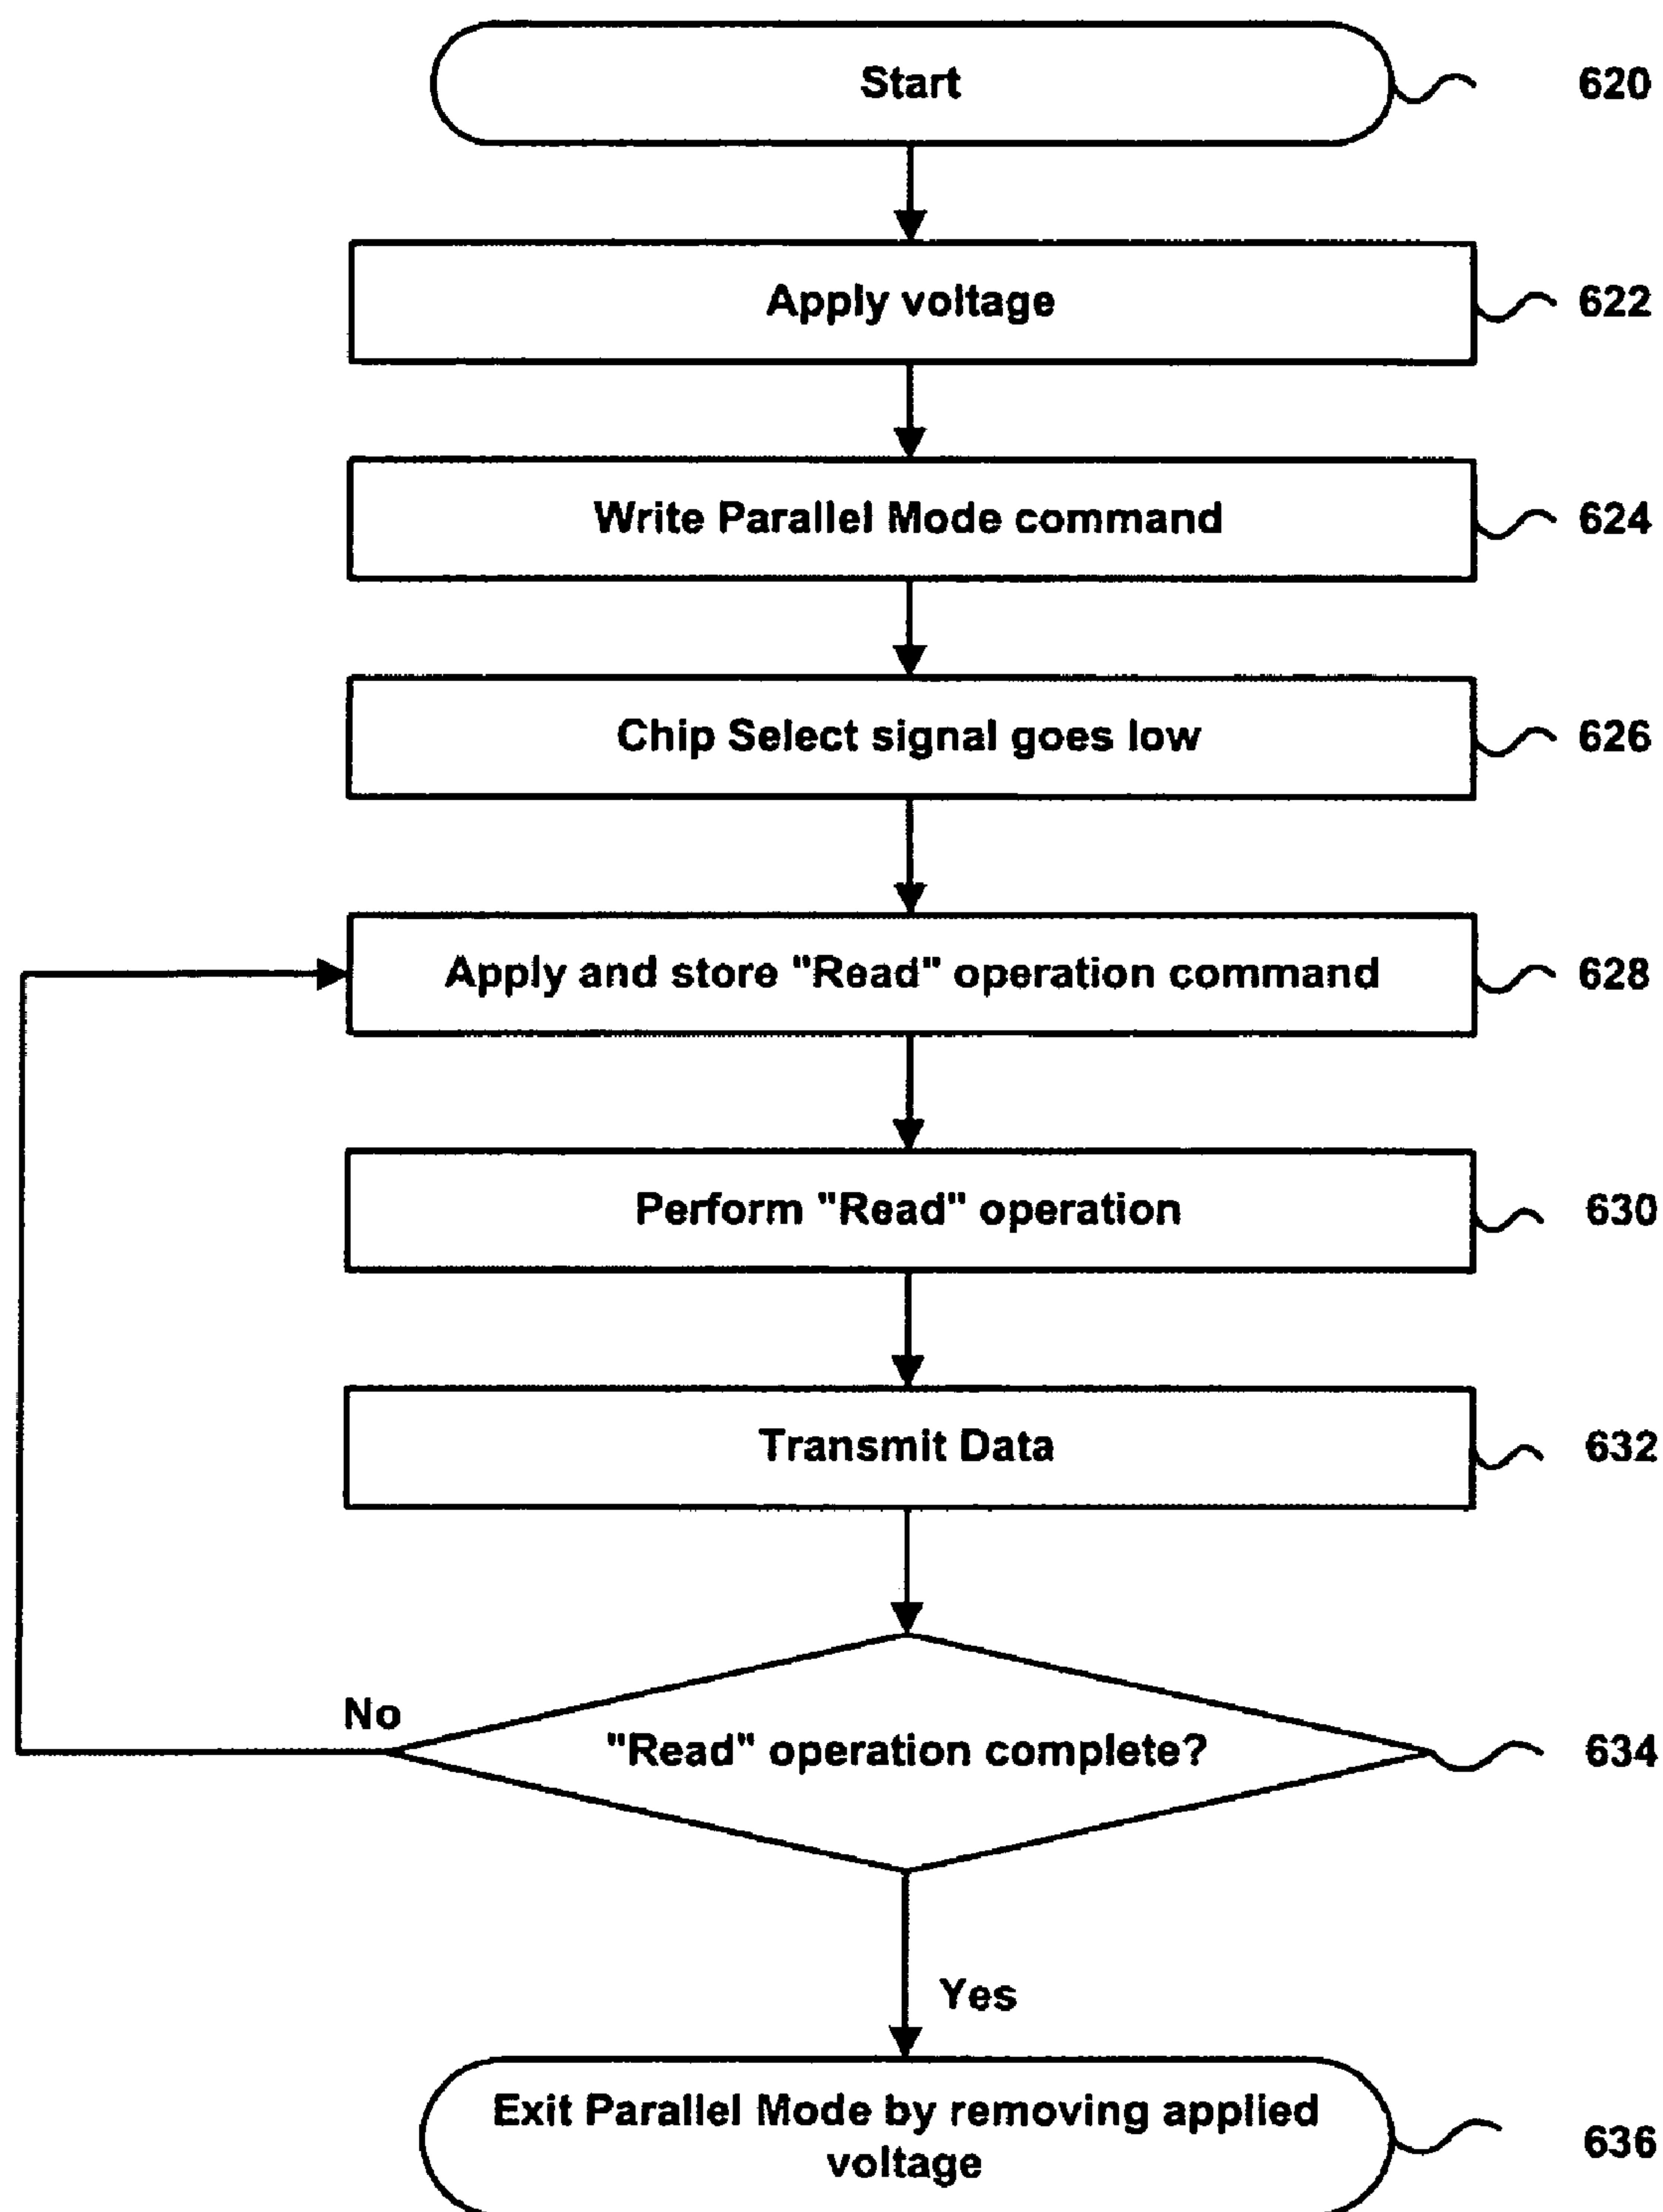 Start
620
Apply voltage
622
Write Parallel Mode command
624
Chip Select signal goes low
626
Apply and store "Read" operation command
628
Perform "Read" operation
630
Transmit Data
632
No
"Read" operation complete?
634
Yes
Exit Parallel Mode by removing applied
voltage
636